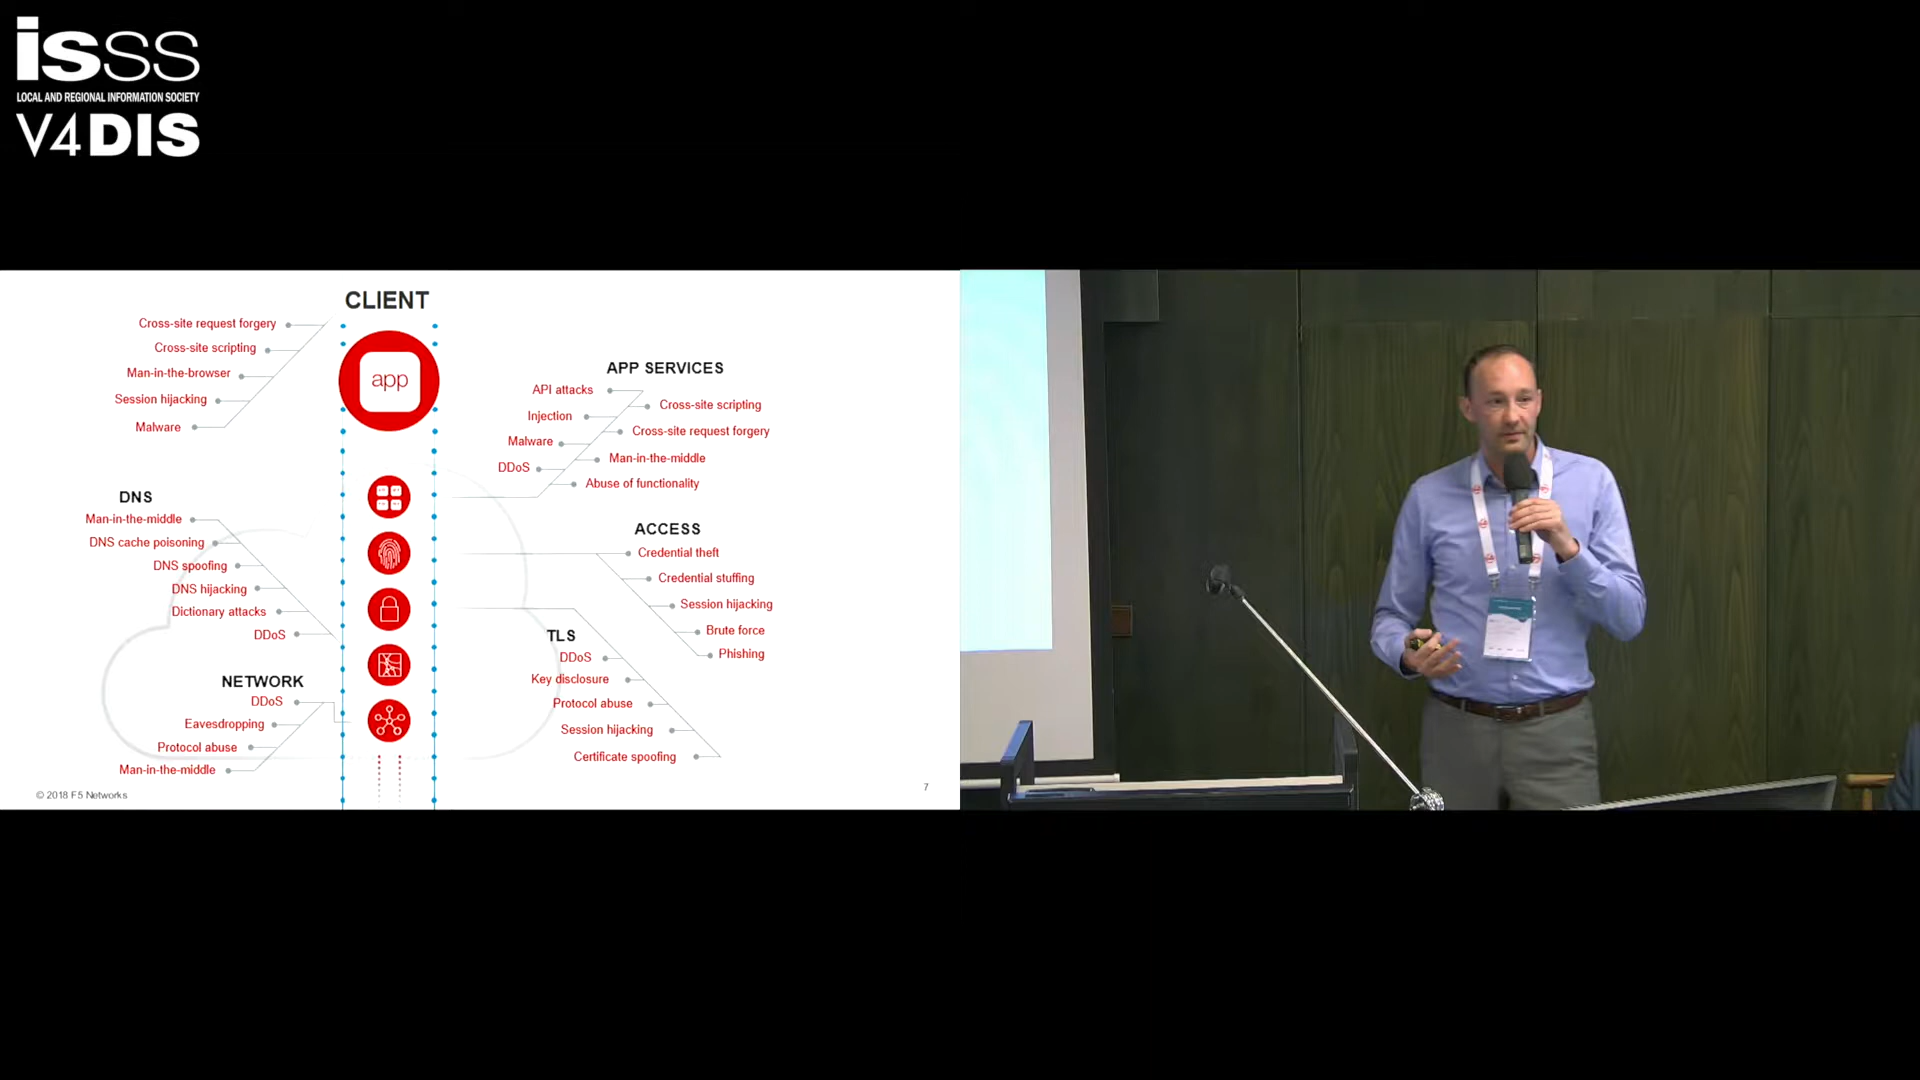 isss
LOCAL AND REGIONAL INFORMATION SOCIETY
V4DIS
CLIENT
Cross-site request forgery
Cross-site scripting
Man-in-the-browser
Session hijacking
Malware
app
APP SERVICES
API attacks
Cross-site scripting
Injection
Cross-site request forgery
Malware
Man-in-the-middle
DDoS
Abuse of functionality
DNS
Man-in-the-middle
DNS cache poisoning
DNS spoofing
DNS hijacking
Dictionary attacks
DDoS
ACCESS
Credential theft
Credential stuffing
Session hijacking
Brute force
Phishing
TLS
DDoS
Key disclosure
Protocol abuse
Session hijacking
Certificate spoofing
NETWORK
DDoS
Eavesdropping
Protocol abuse
Man-in-the-middle
© 2018 F5 Networks
7